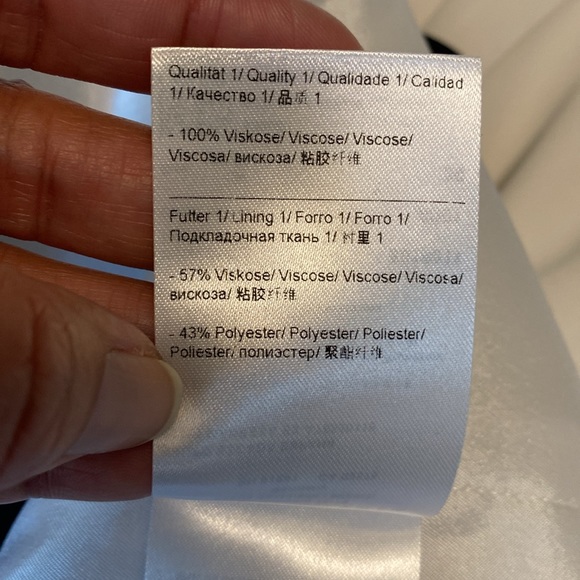 Qualität 1/ Quality 1/ Qualidade 1/ Calidad
1/ Качество 1/ 品质 1
- 100% Viskose/ Viscose/ Viscose/
Viscosa/ вискоза/ 粘胶纤维
Futter 1/ Lining 1/ Forro 1/ Forro 1/
Подкладочная ткань 1/ 衬里 1
- 57% Viskose/ Viscose/ Viscose/ Viscosa/
вискоза/ 粘胶纤维
- 43% Polyester/ Polyester/ Poliester/
Poliester/ полиэстер/ 聚酯纤维